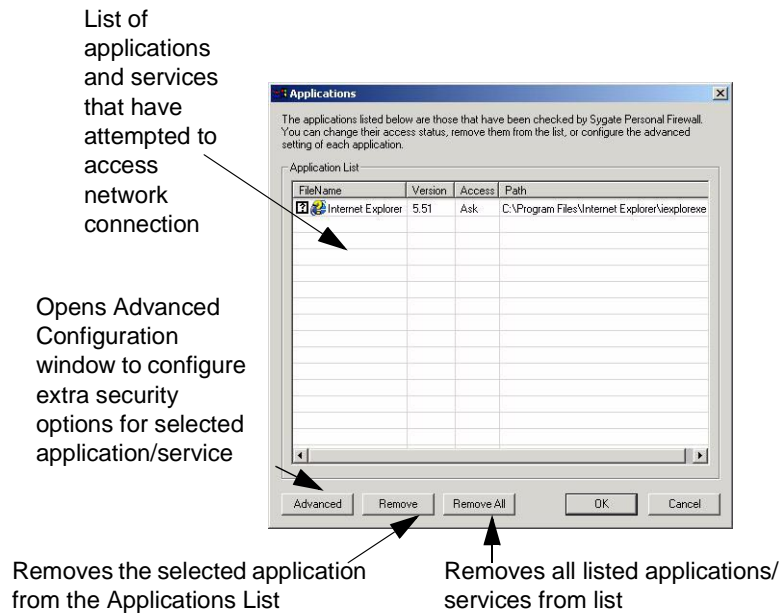 List of
applications
and services
that have
attempted to
access
network
connection
Applications
The applications listed below are those that have been checked by Sygate Personal Firewall.
You can change their access status, remove them from the list, or configure the advanced
setting of each application.
Application List
FileName Version Access Path
? Internet Explorer 5.51 Ask C:\Program Files\Internet Explorer\iexplorexe
Opens Advanced
Configuration
window to configure
extra security
options for selected
application/service
Advanced Remove Remove All OK Cancel
Removes the selected application
from the Applications List
Removes all listed applications/
services from list